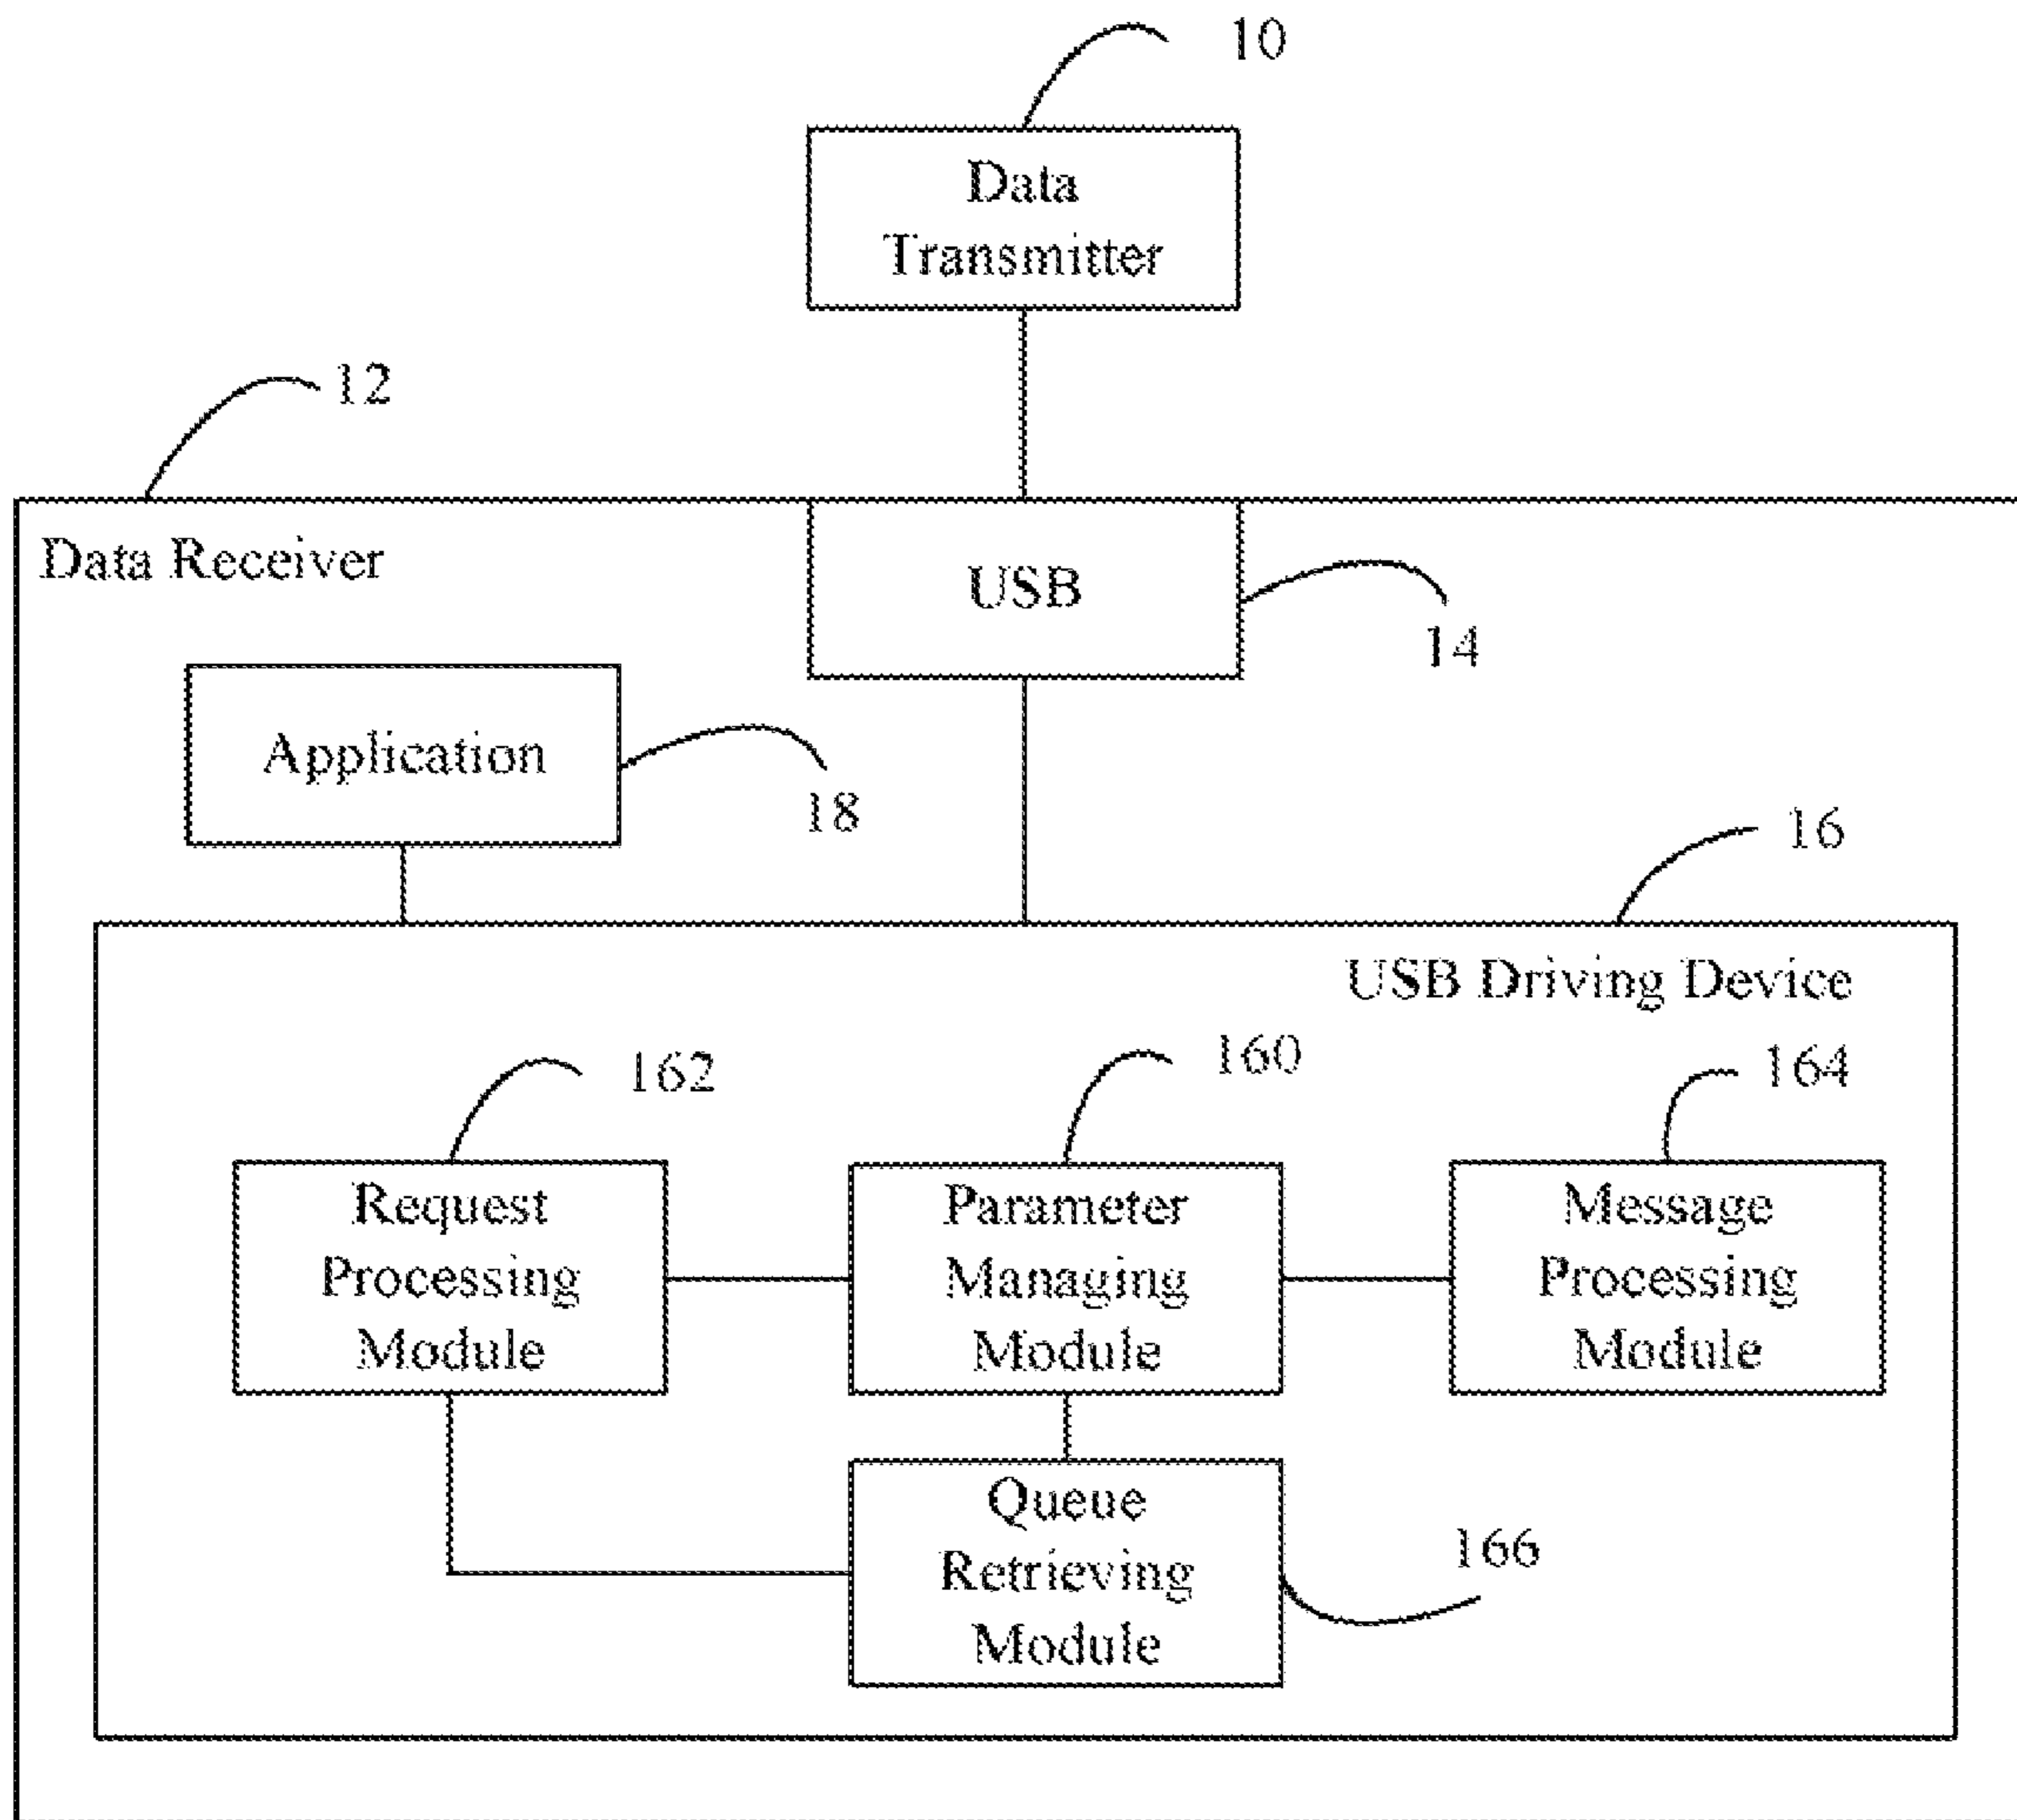 10
Data
Transmitter
12
Data Receiver
USB
14
Application
18
16
USB Driving Device
162
160
164
Request
Processing
Module
Parameter
Managing
Module
Message
Processing
Module
Queue
Retrieving
Module
166